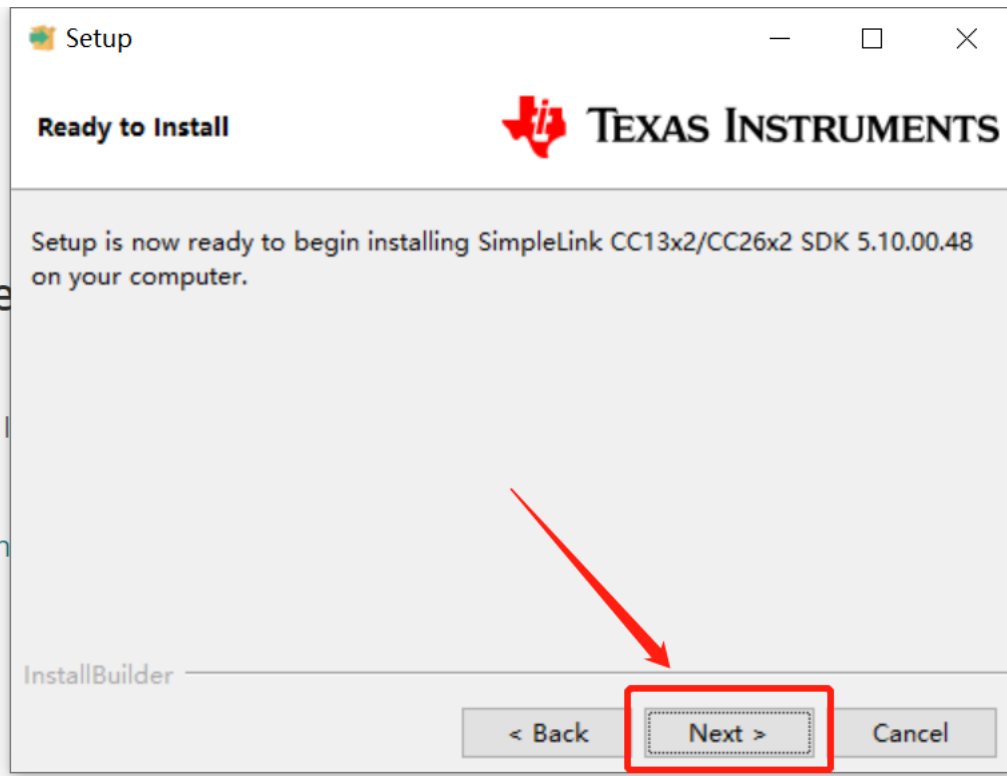 Setup
Ready to Install
TEXAS INSTRUMENTS
Setup is now ready to begin installing SimpleLink CC13x2/CC26x2 SDK 5.10.00.48
on your computer.
InstallBuilder
< Back
Next >
Cancel